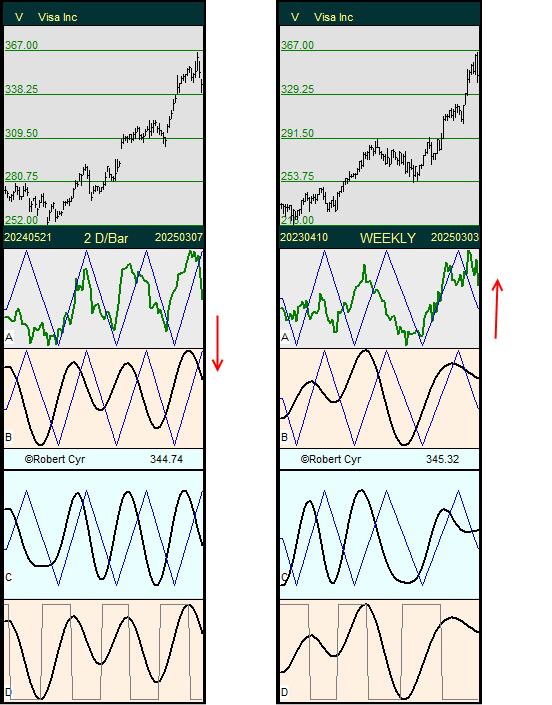 V Visa Inc
367.00
338.25
309.50
280.75
252.00
20240521 2 D/Bar 20250307
A
B
©Robert Cyr 344.74
C
D
V Visa Inc
367.00
329.25
291.50
253.75
20230410 WEEKLY 20250303
A
B
©Robert Cyr 345.32
C
D